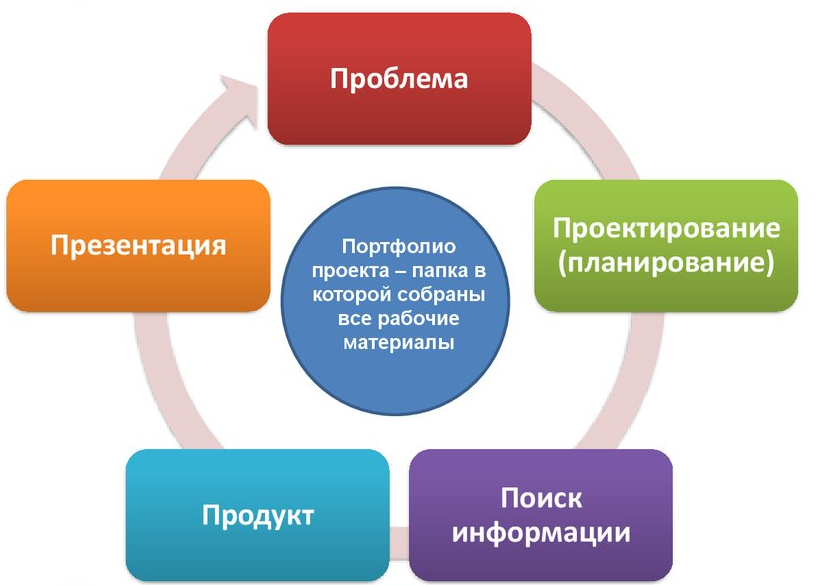 Проблема
Проектирование
(планирование)
Поиск
информации
Продукт
Презентация
Портфолио
проекта – папка в
которой собраны
все рабочие
материалы